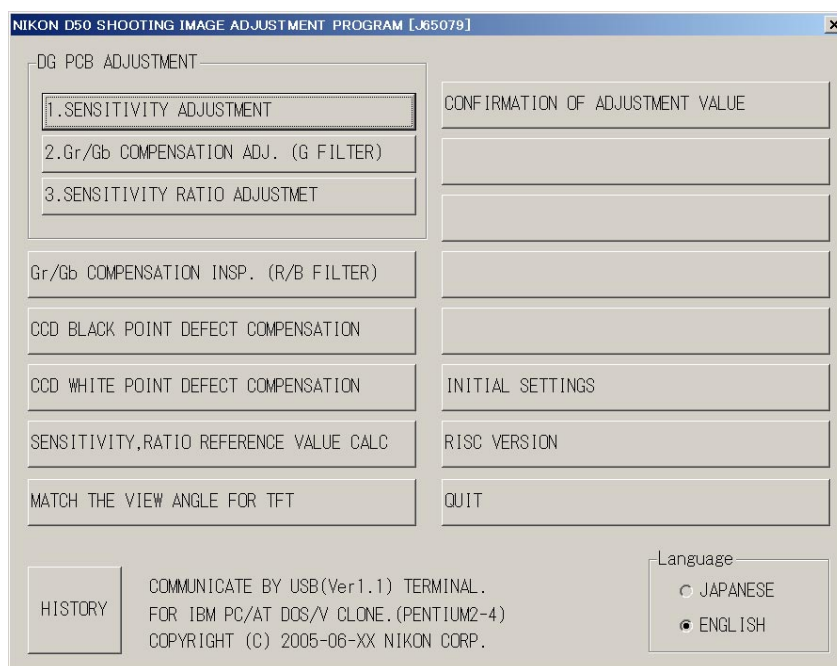 NIKON D50 SHOOTING IMAGE ADJUSTMENT PROGRAM [J65079]
DG PCB ADJUSTMENT
1.SENSITIVITY ADJUSTMENT
2.Gr/Gb COMPENSATION ADJ. (G FILTER)
3.SENSITIVITY RATIO ADJUSTMET
Gr/Gb COMPENSATION INSP. (R/B FILTER)
CCD BLACK POINT DEFECT COMPENSATION
CCD WHITE POINT DEFECT COMPENSATION
SENSITIVITY,RATIO REFERENCE VALUE CALC
MATCH THE VIEW ANGLE FOR TFT
CONFIRMATION OF ADJUSTMENT VALUE
INITIAL SETTINGS
RISC VERSION
QUIT
HISTORY
COMMUNICATE BY USB(Ver1.1) TERMINAL.
FOR IBM PC/AT DOS/V CLONE.(PENTIUM2-4)
COPYRIGHT (C) 2005-06-XX NIKON CORP.
Language
JAPANESE
ENGLISH